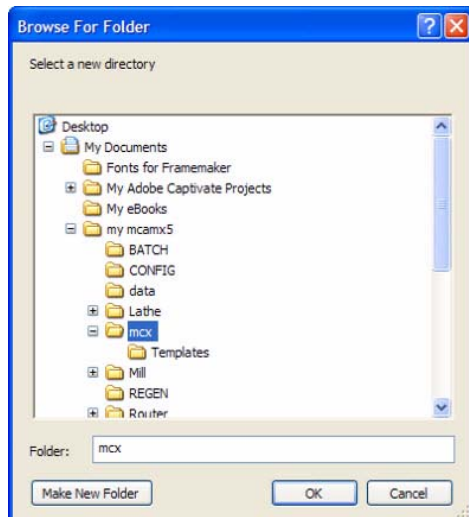 Browse For Folder
Select a new directory
Desktop
My Documents
Fonts for Framemaker
My Adobe Captivate Projects
My eBooks
my mcamx5
BATCH
CONFIG
data
Lathe
mcx
Templates
Mill
REGEN
Router
Folder: mcx
Make New Folder OK Cancel